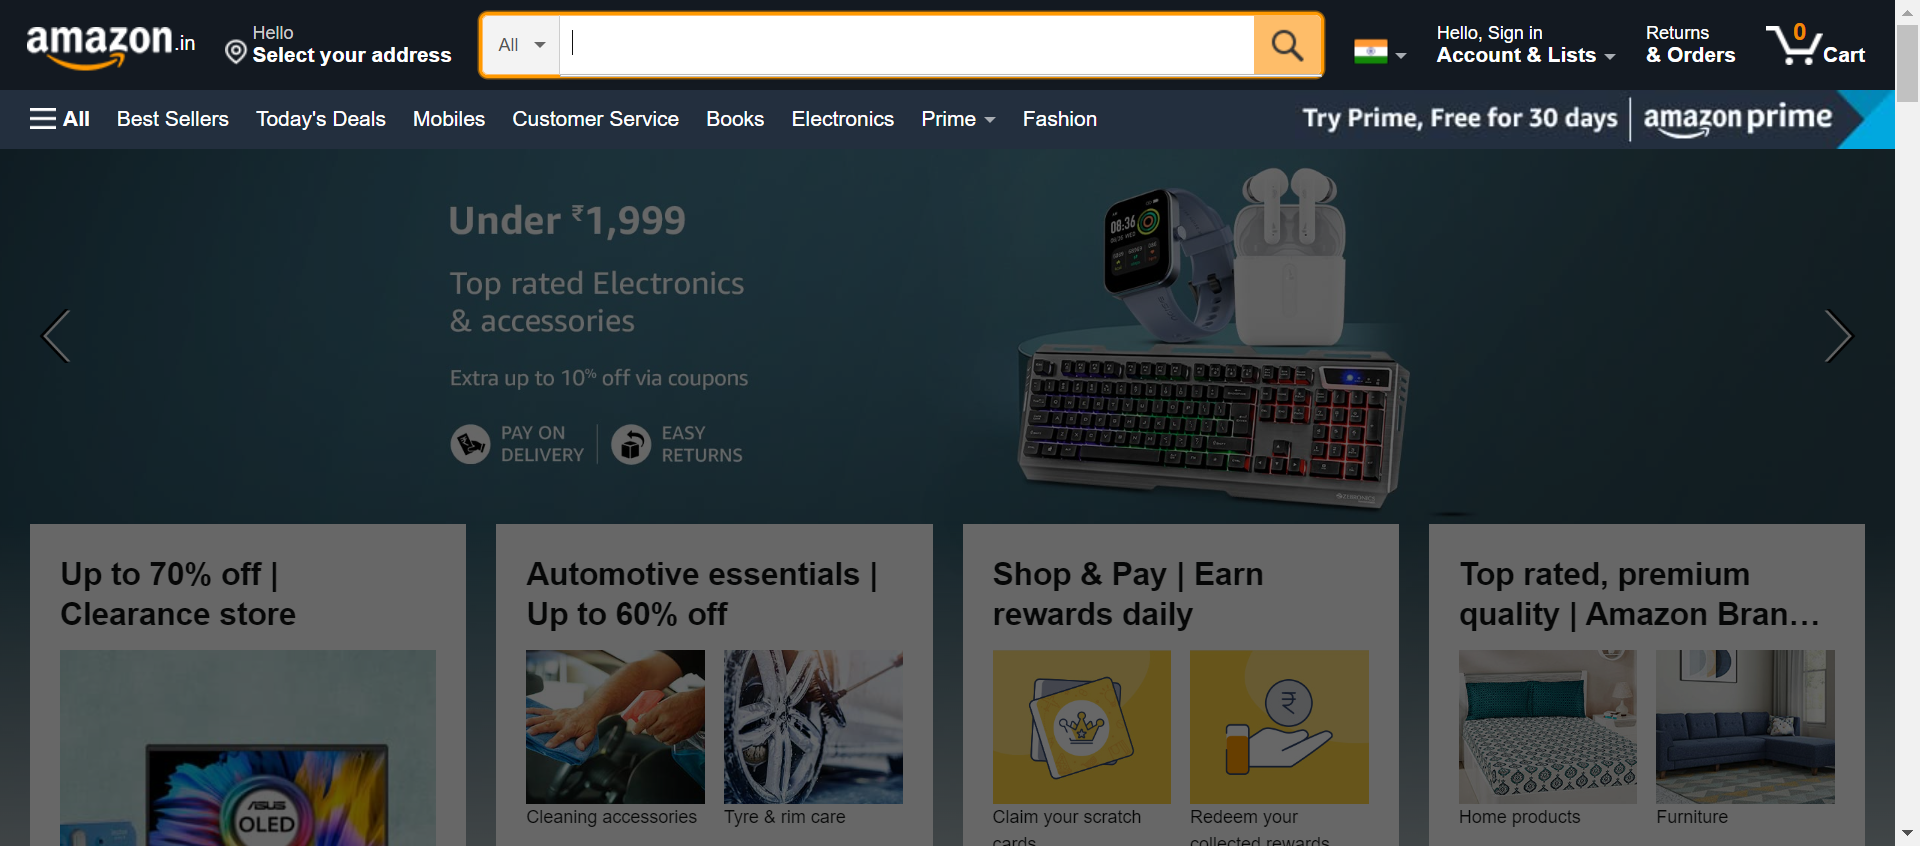 amazon.in
Hello
Select your address
All
Hello, Sign in
Account & Lists
Returns
& Orders
0
Cart
All
Best Sellers
Today's Deals
Mobiles
Customer Service
Books
Electronics
Prime
Fashion
Try Prime, Free for 30 days
amazon prime
Under ₹1,999
Top rated Electronics
& accessories
Extra up to 10% off via coupons
PAY ON
DELIVERY
EASY
RETURNS
08:36
ZEBRONICS
Up to 70% off |
Clearance store
Automotive essentials |
Up to 60% off
Shop & Pay | Earn
rewards daily
Top rated, premium
quality | Amazon Bran…
ASUS
OLED
₹
Cleaning accessories
Tyre & rim care
Claim your scratch
cards
Redeem your
collected rewards
Home products
Furniture